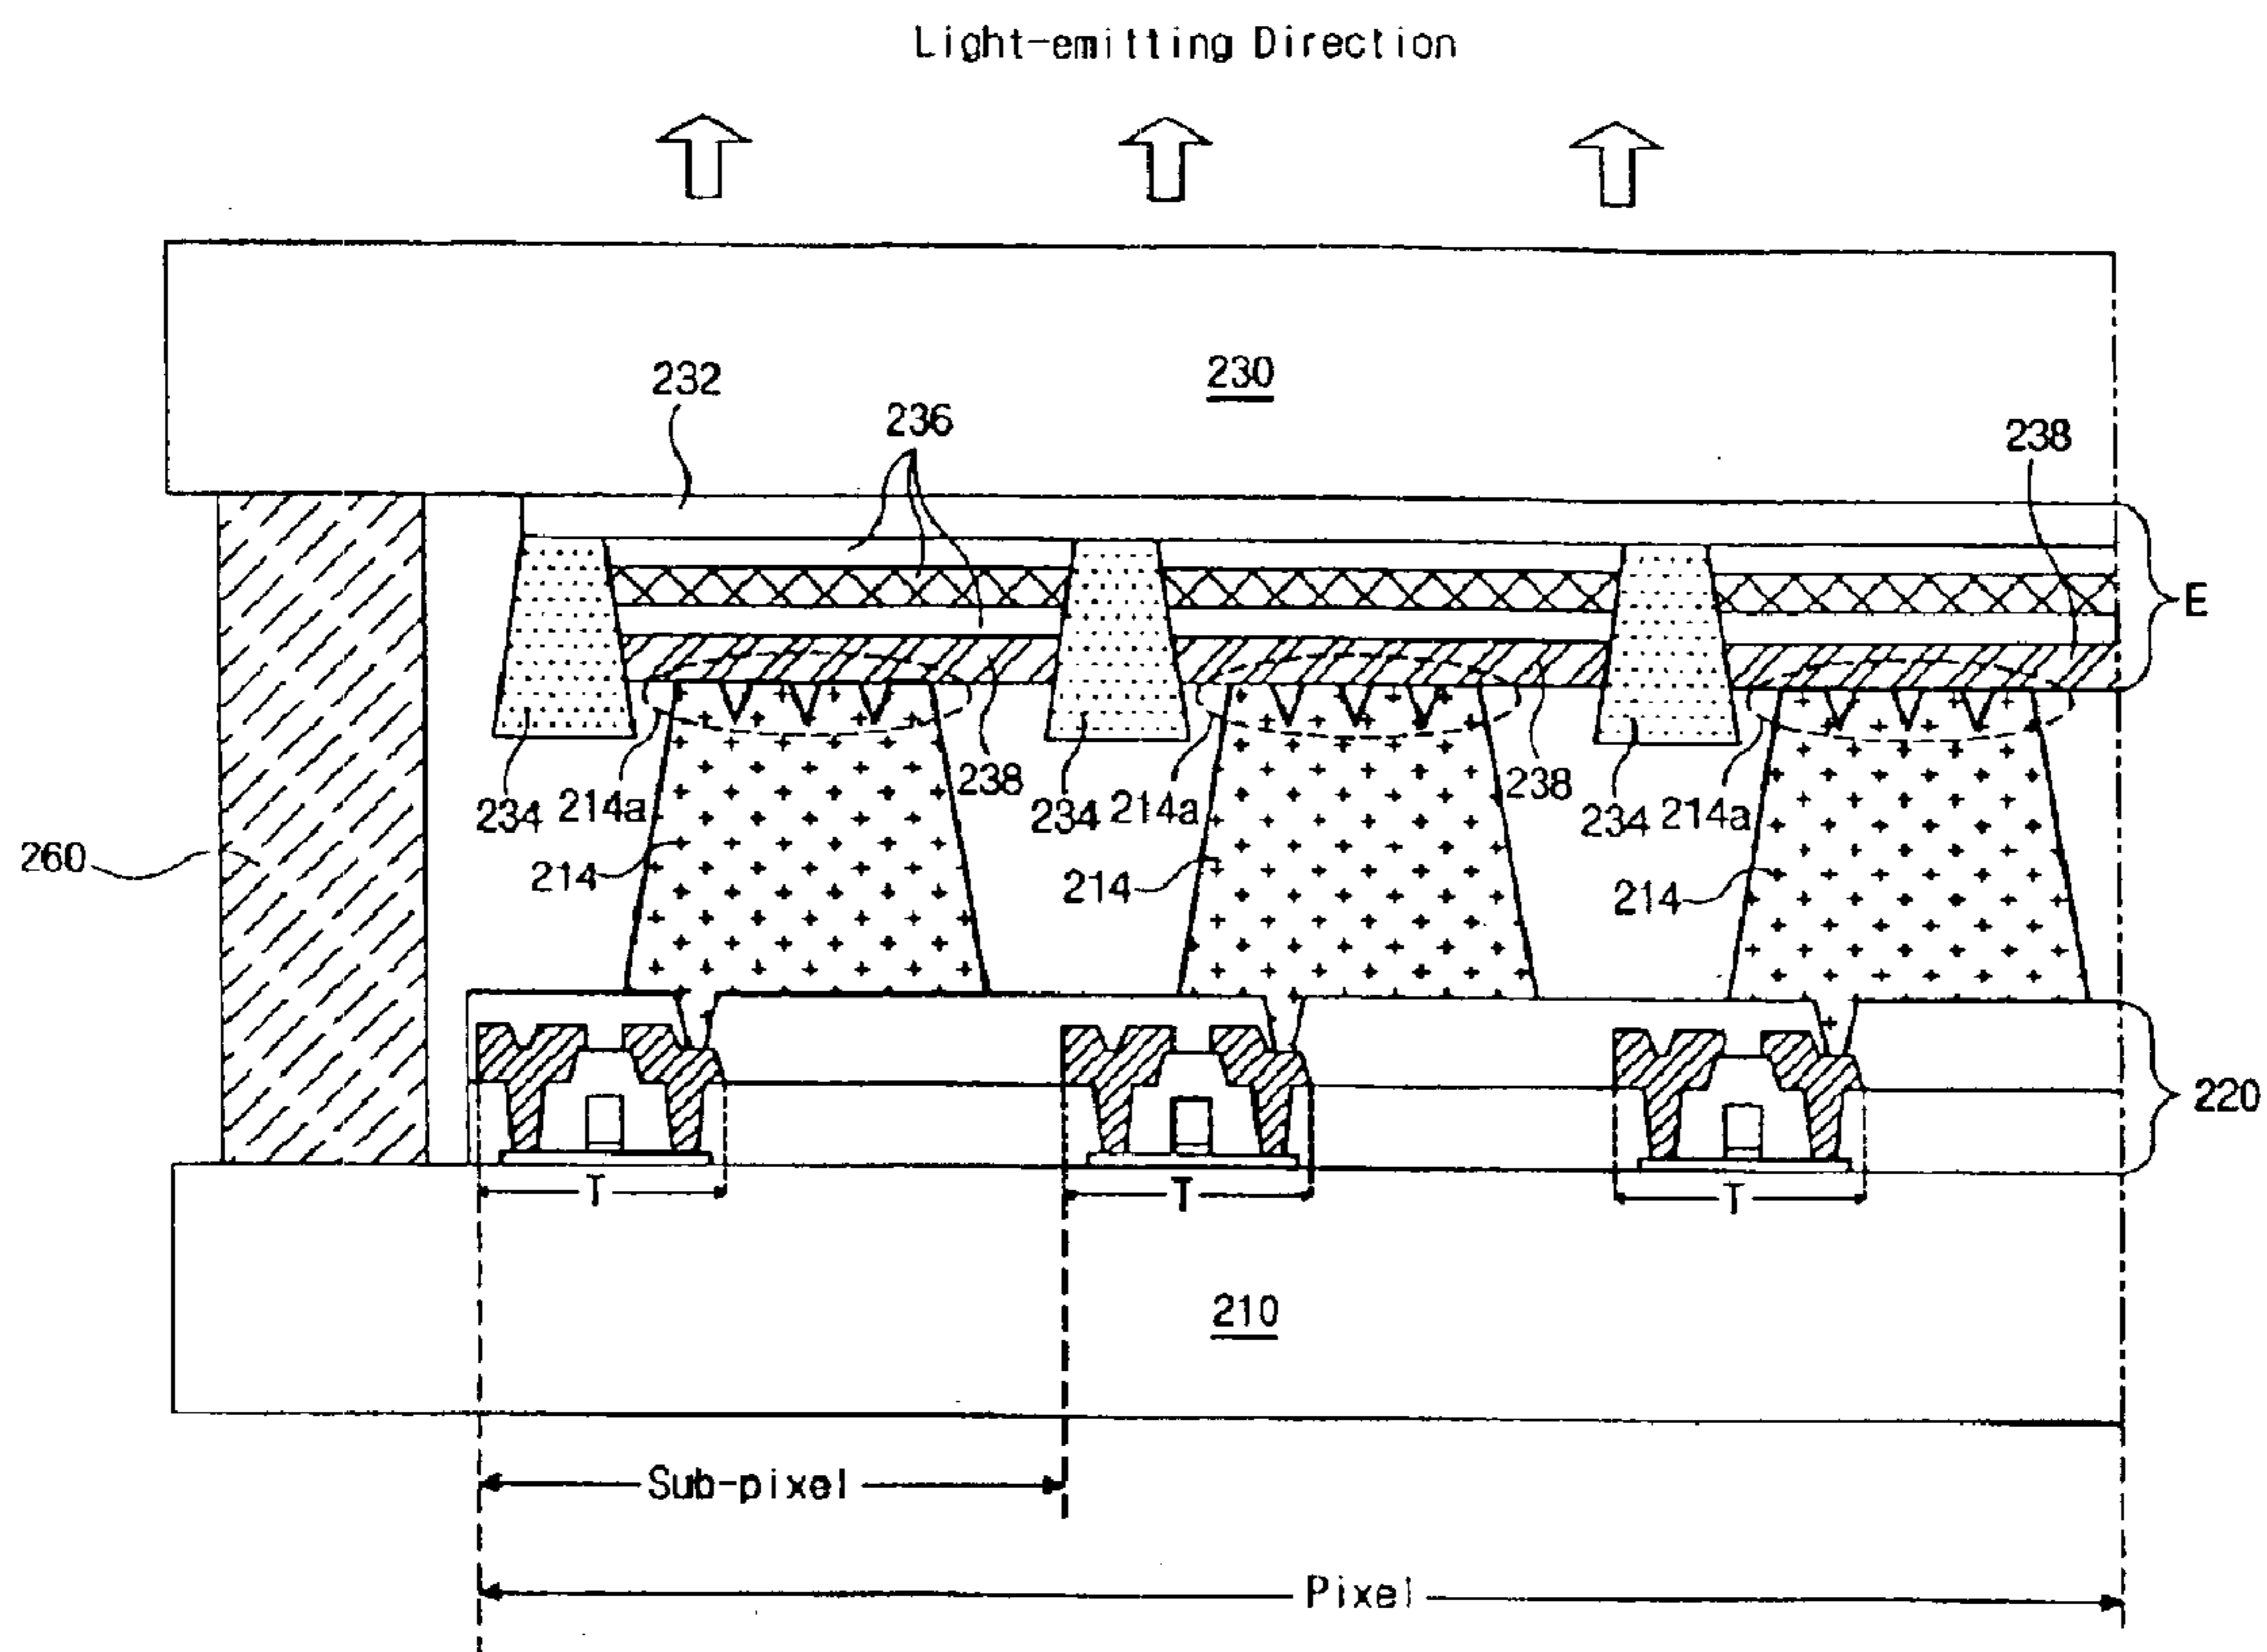 Light-emitting Direction
230
232
236
238
E
238
238
234
214a
234
214a
234
214a
260
214
214
214
220
T
T
T
210
Sub-pixel
Pixel